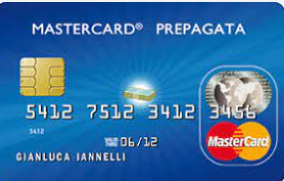 MASTERCARD® PREPAGATA
5412 7512 3412 3456
5412
06/12
GIANLUCA IANNELLI
MasterCard